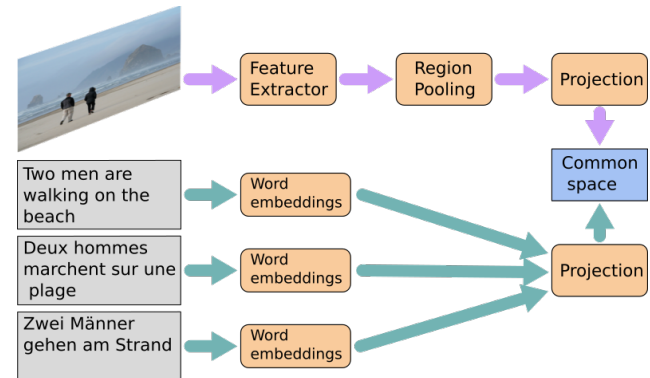 Feature
Extractor
Region
Pooling
Projection
Two men are
walking on the
beach
Word
embeddings
Common
space
Deux hommes
marchent sur une
plage
Word
embeddings
Projection
Zwei Männer
gehen am Strand
Word
embeddings